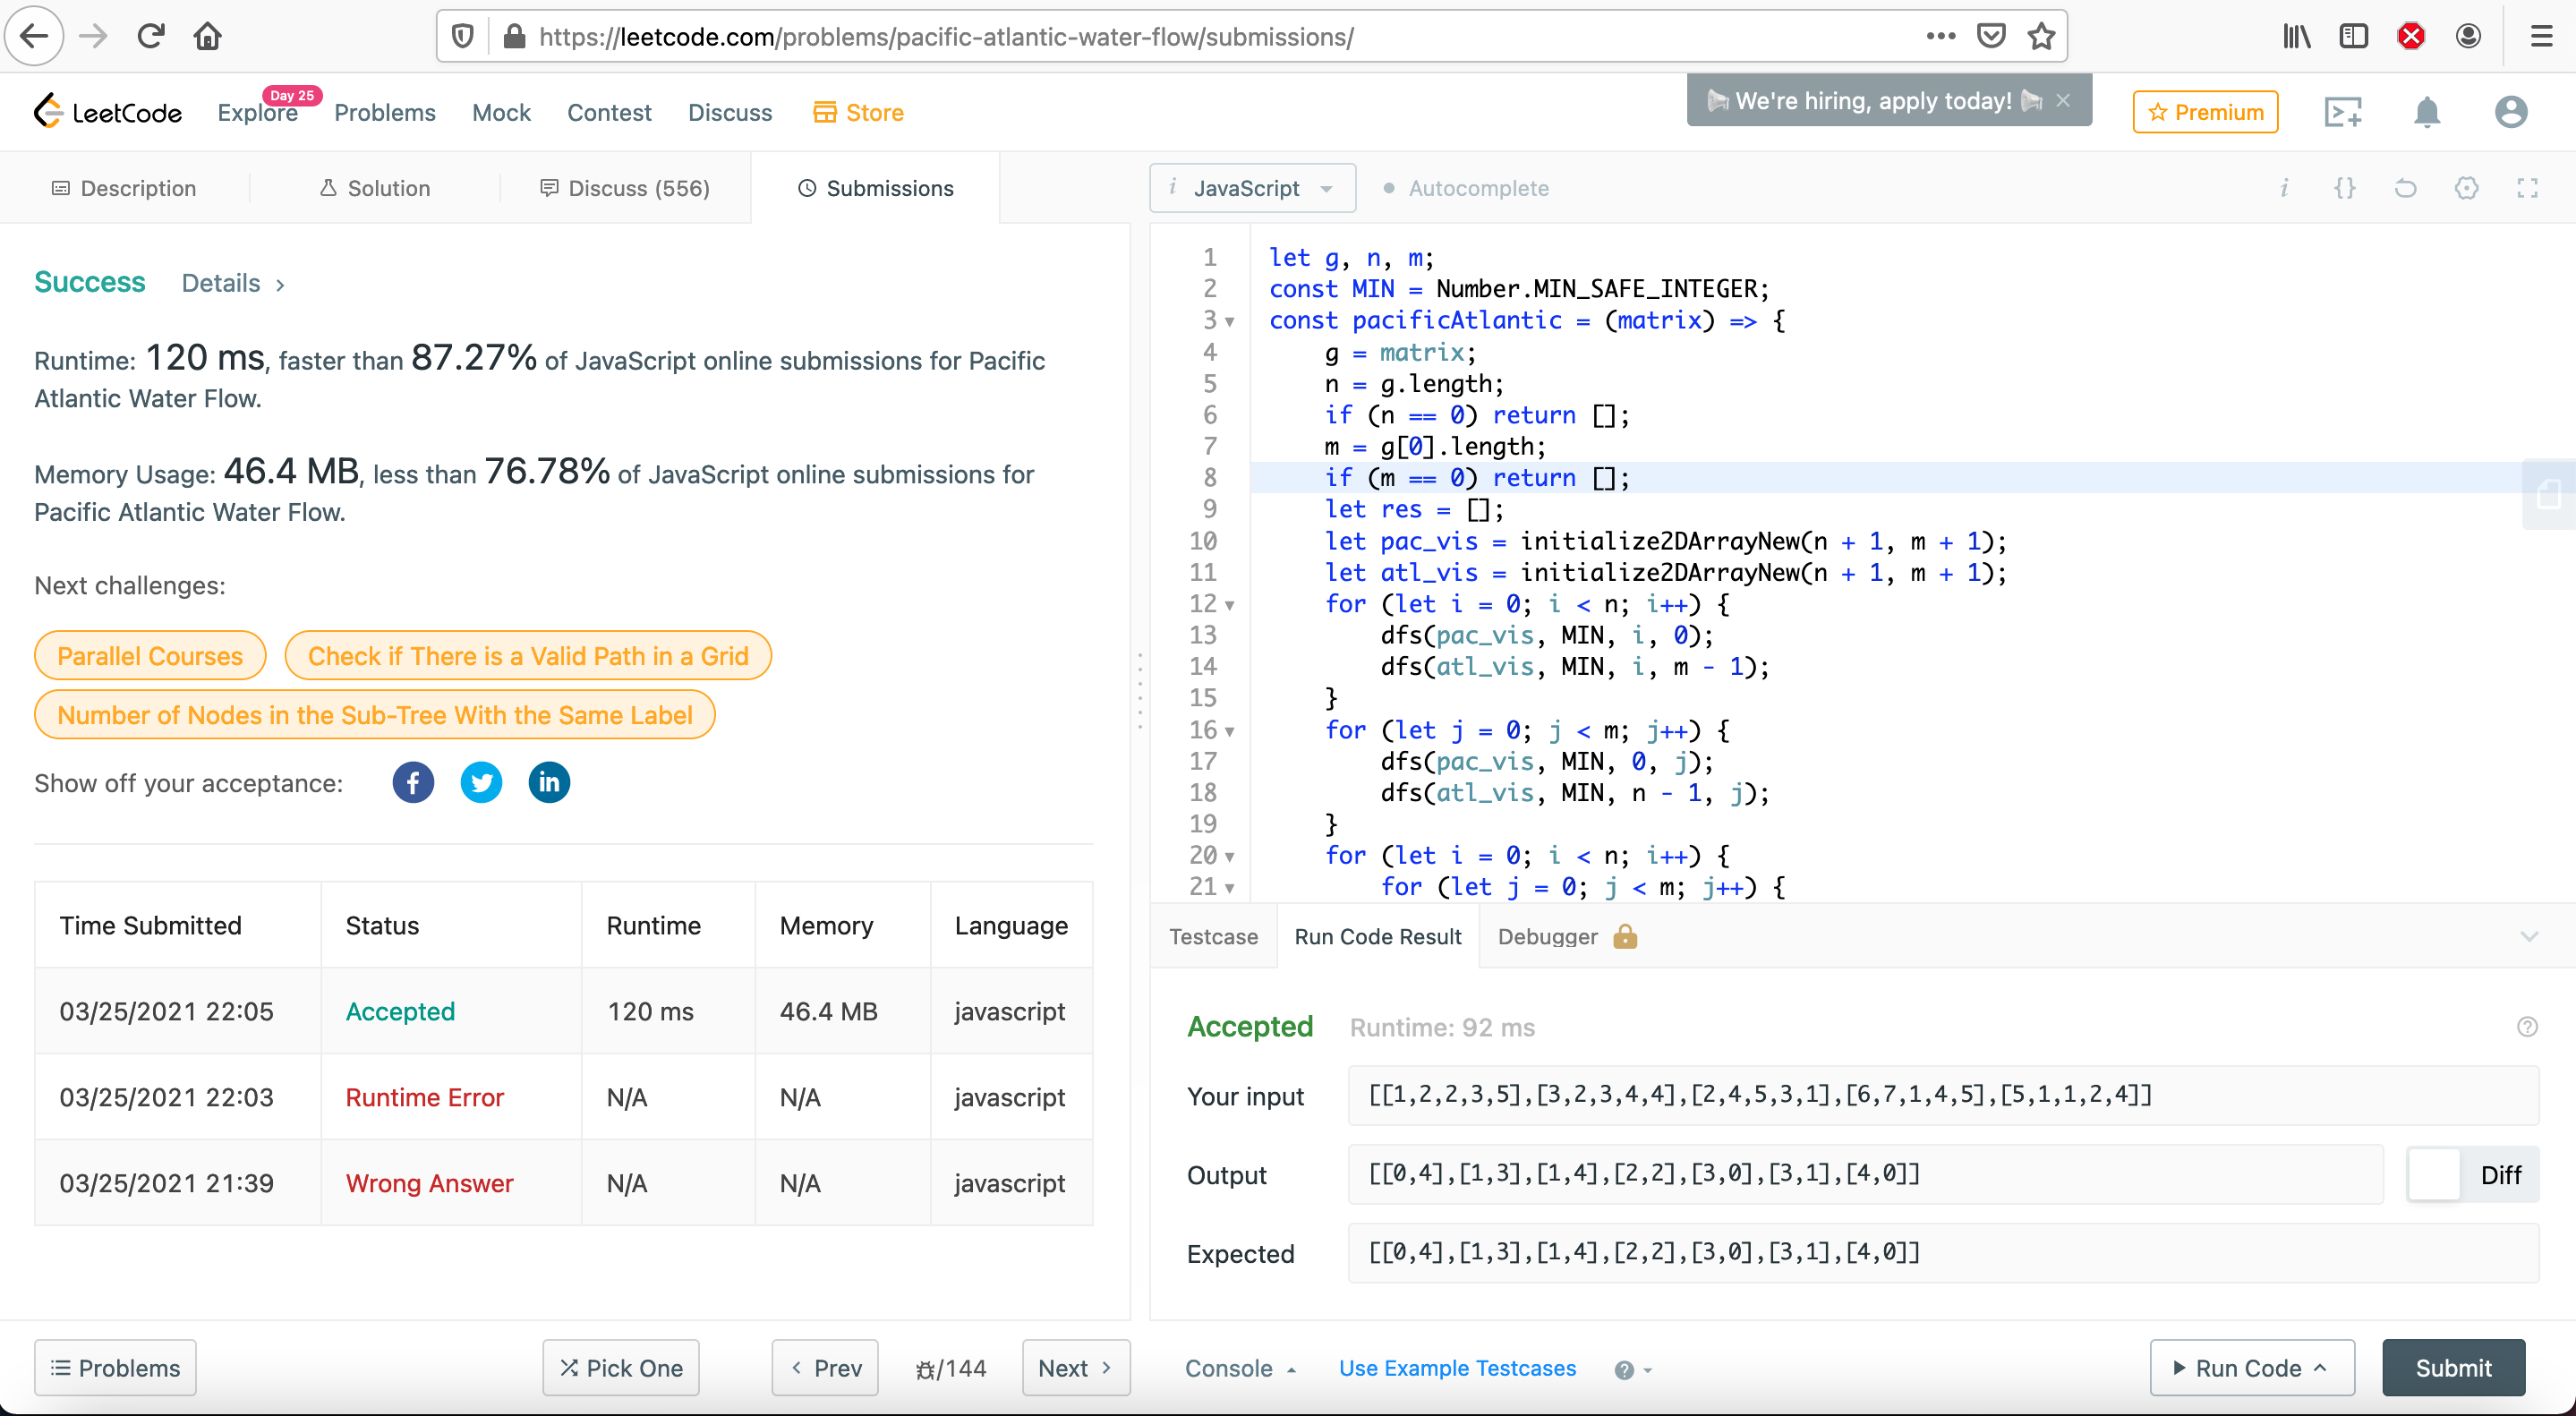 https://leetcode.com/problems/pacific-atlantic-water-flow/submissions/
LeetCode
Explore
Day 25
Problems
Mock
Contest
Discuss
Store
We're hiring, apply today!
Premium
Description
Solution
Discuss (556)
Submissions
i JavaScript
Autocomplete
Success Details
Runtime: 120 ms, faster than 87.27% of JavaScript online submissions for Pacific
Atlantic Water Flow.
Memory Usage: 46.4 MB, less than 76.78% of JavaScript online submissions for
Pacific Atlantic Water Flow.
Next challenges:
Parallel Courses
Check if There is a Valid Path in a Grid
Number of Nodes in the Sub-Tree With the Same Label
Show off your acceptance:
Time Submitted Status Runtime Memory Language
03/25/2021 22:05 Accepted 120 ms 46.4 MB javascript
03/25/2021 22:03 Runtime Error N/A N/A javascript
03/25/2021 21:39 Wrong Answer N/A N/A javascript
1 let g, n, m;
2 const MIN = Number.MIN_SAFE_INTEGER;
3 const pacificAtlantic = (matrix) => {
4 g = matrix;
5 n = g.length;
6 if (n == 0) return [];
7 m = g[0].length;
8 if (m == 0) return [];
9 let res = [];
10 let pac_vis = initialize2DArrayNew(n + 1, m + 1);
11 let atl_vis = initialize2DArrayNew(n + 1, m + 1);
12 for (let i = 0; i < n; i++) {
13 dfs(pac_vis, MIN, i, 0);
14 dfs(atl_vis, MIN, i, m - 1);
15 }
16 for (let j = 0; j < m; j++) {
17 dfs(pac_vis, MIN, 0, j);
18 dfs(atl_vis, MIN, n - 1, j);
19 }
20 for (let i = 0; i < n; i++) {
21 for (let j = 0; j < m; j++) {
Testcase
Run Code Result
Debugger
Accepted Runtime: 92 ms
Your input [[1,2,2,3,5],[3,2,3,4,4],[2,4,5,3,1],[6,7,1,4,5],[5,1,1,2,4]]
Output [[0,4],[1,3],[1,4],[2,2],[3,0],[3,1],[4,0]]
Diff
Expected [[0,4],[1,3],[1,4],[2,2],[3,0],[3,1],[4,0]]
Problems
Pick One
Prev
/144
Next
Console
Use Example Testcases
Run Code
Submit